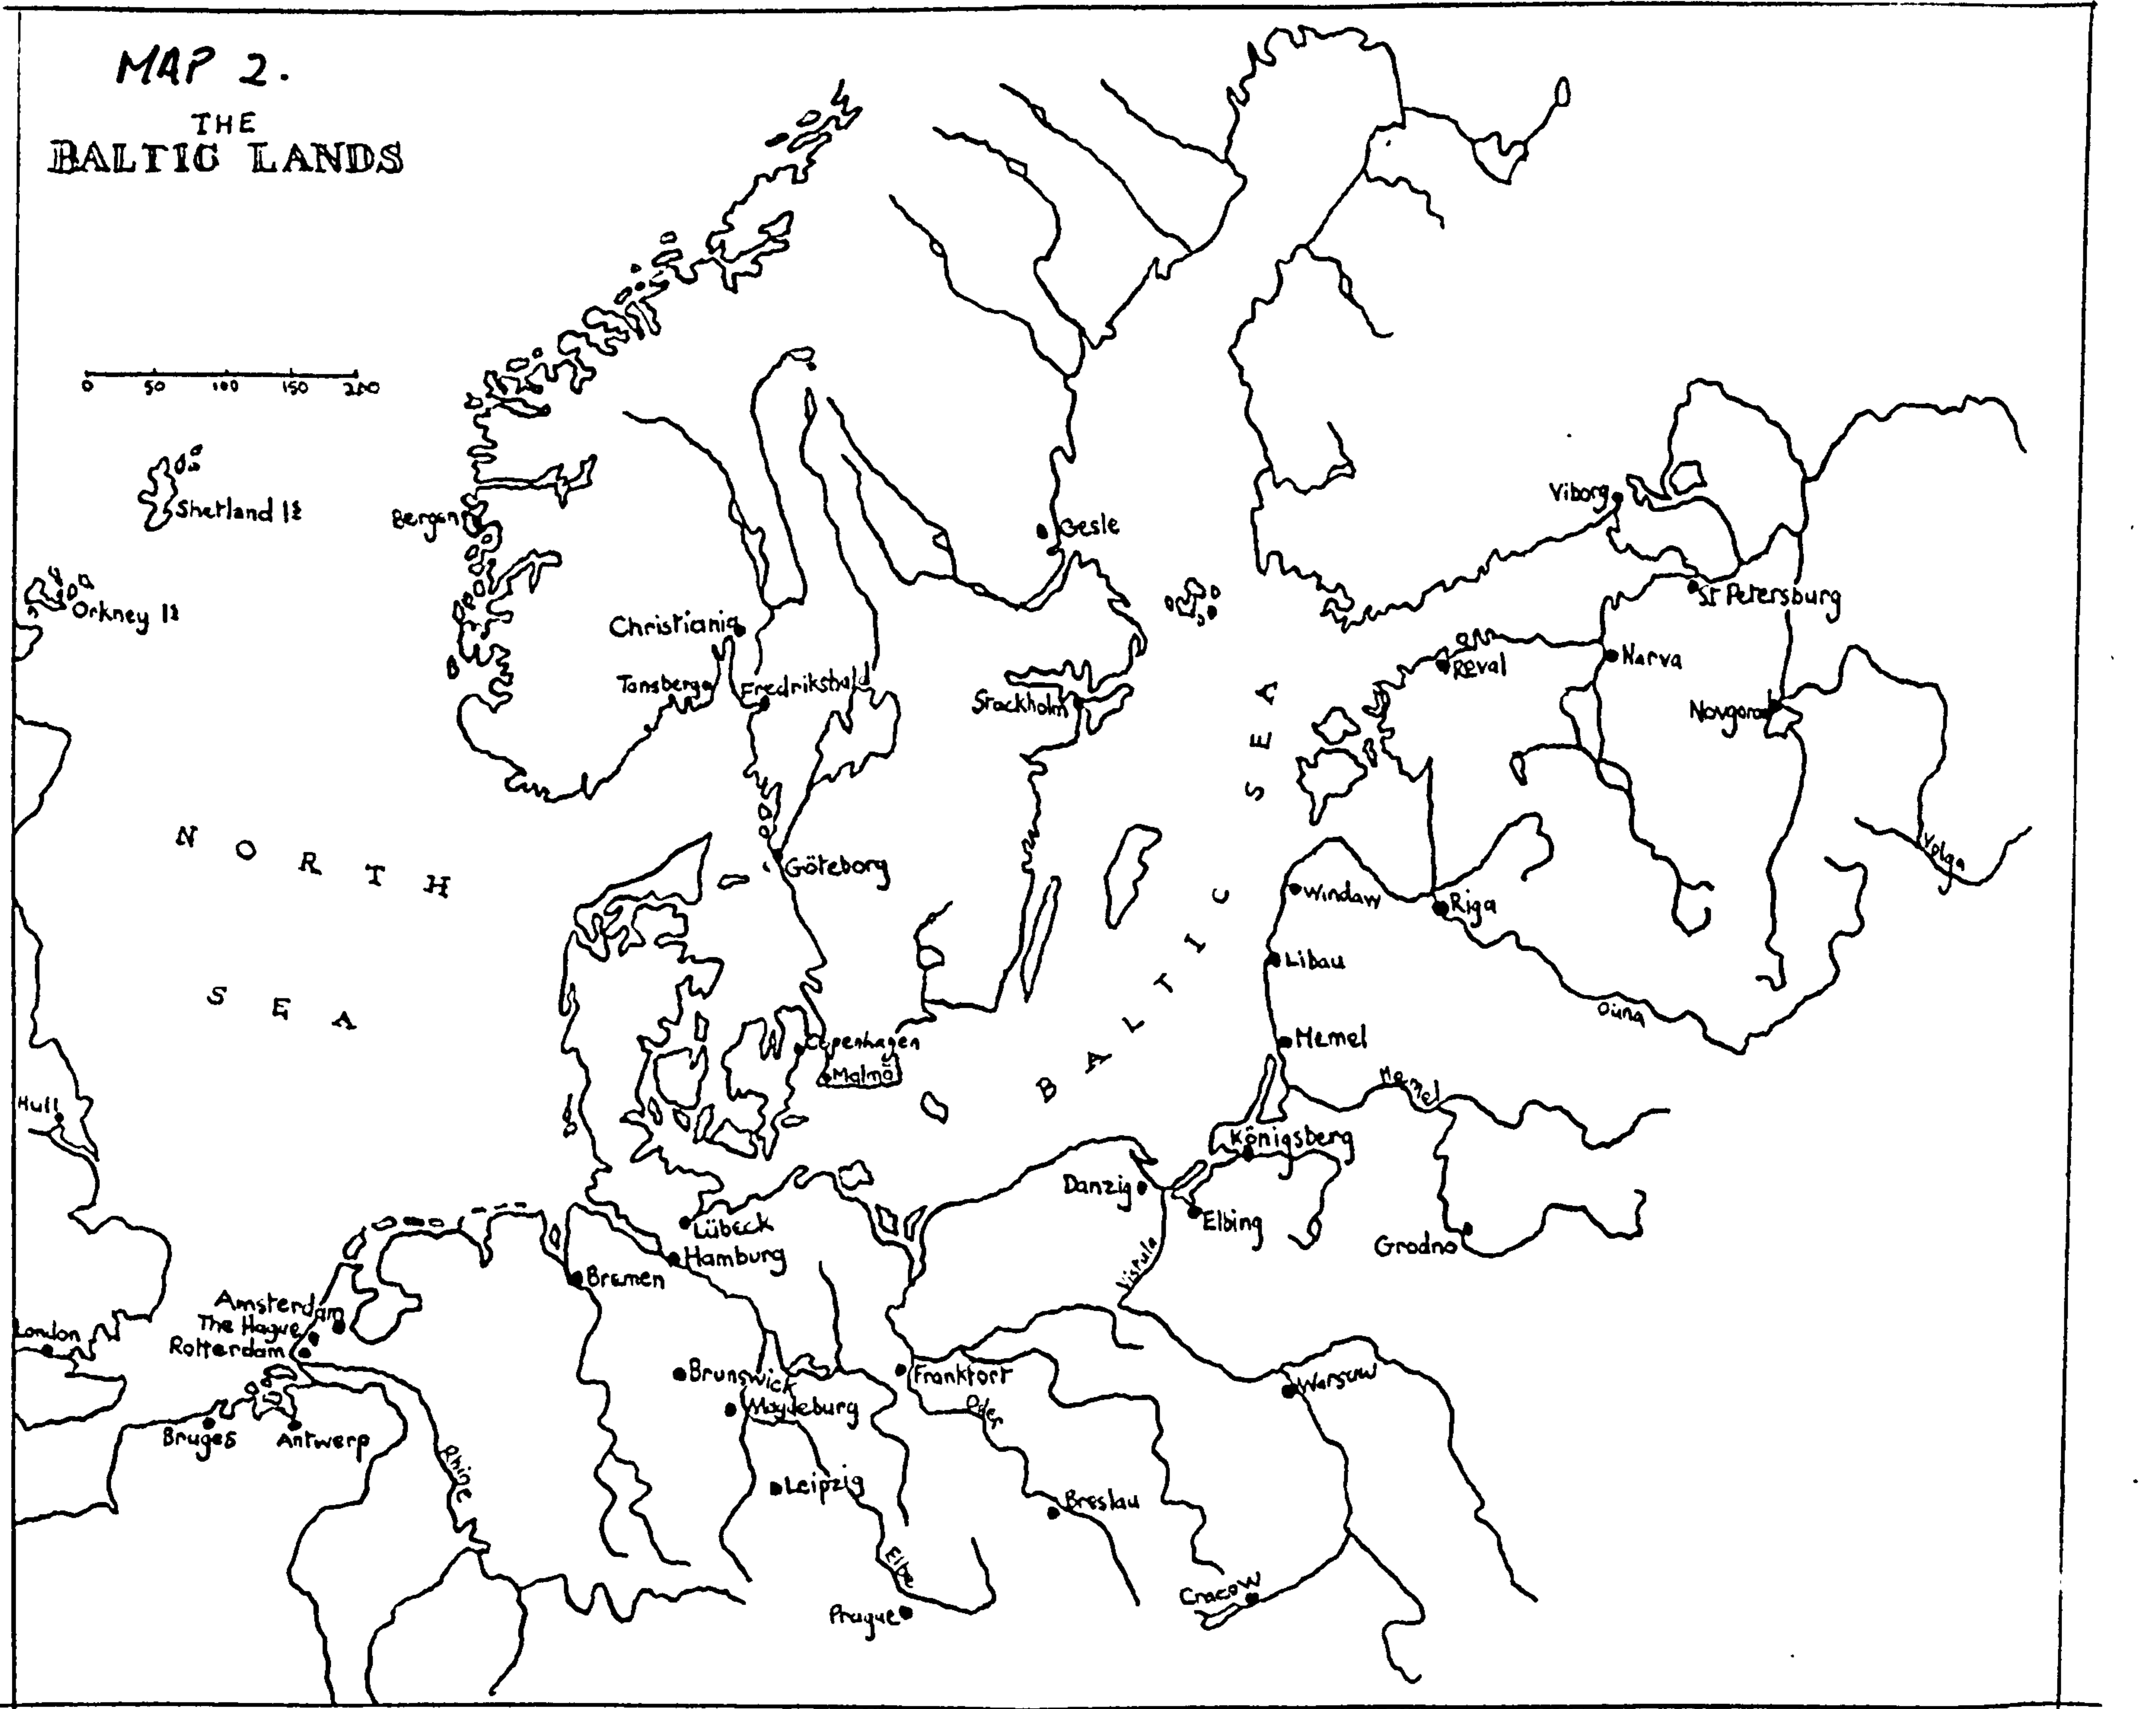 MAP 2.
THE
BALTIC LANDS
0 50 100 150 200
Shetland Is
Orkney Is
Bergen
Gesle
Viborg
St Petersburg
Christiania
Tonsberge
Fredrikshald
Stockholm
Reval
Narva
Novgorod
NORTH
SEA
BALTIC SEA
Göteborg
Windaw
Riga
Volga
Libau
Düna
Copenhagen
Malmö
Memel
Memel
Hull
Königsberg
Danzig
Elbing
Grodno
Lübeck
Hamburg
Bremen
Vistula
Amsterdam
The Hague
Rotterdam
London
Brunswick
Magdeburg
Frankfort
Oder
Warsaw
Bruges
Antwerp
Rhine
Leipzig
Breslau
Elbe
Prague
Cracow